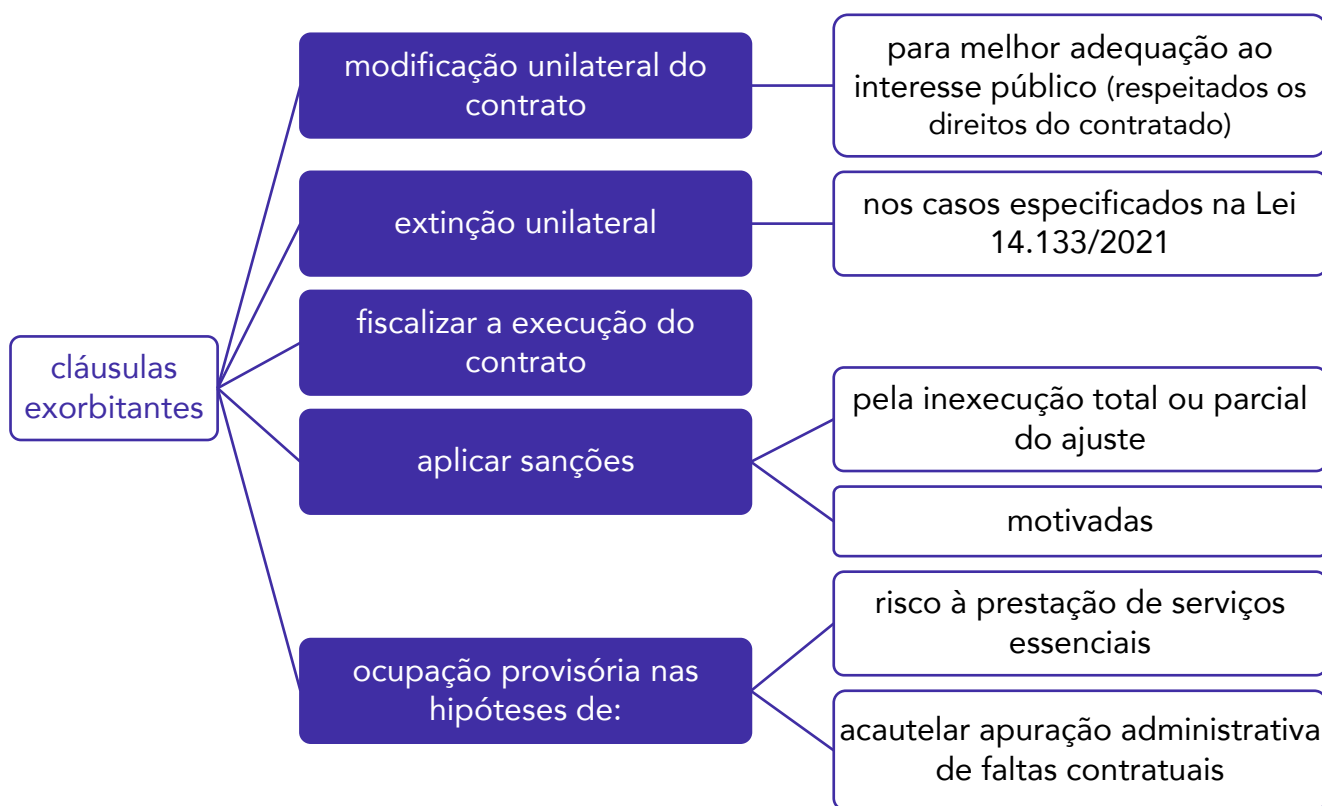 cláusulas
exorbitantes
modificação unilateral do
contrato
para melhor adequação ao
interesse público (respeitados os
direitos do contratado)
extinção unilateral
nos casos especificados na Lei
14.133/2021
fiscalizar a execução do
contrato
aplicar sanções
pela inexecução total ou parcial
do ajuste
motivadas
ocupação provisória nas
hipóteses de:
risco à prestação de serviços
essenciais
acautelar apuração administrativa
de faltas contratuais